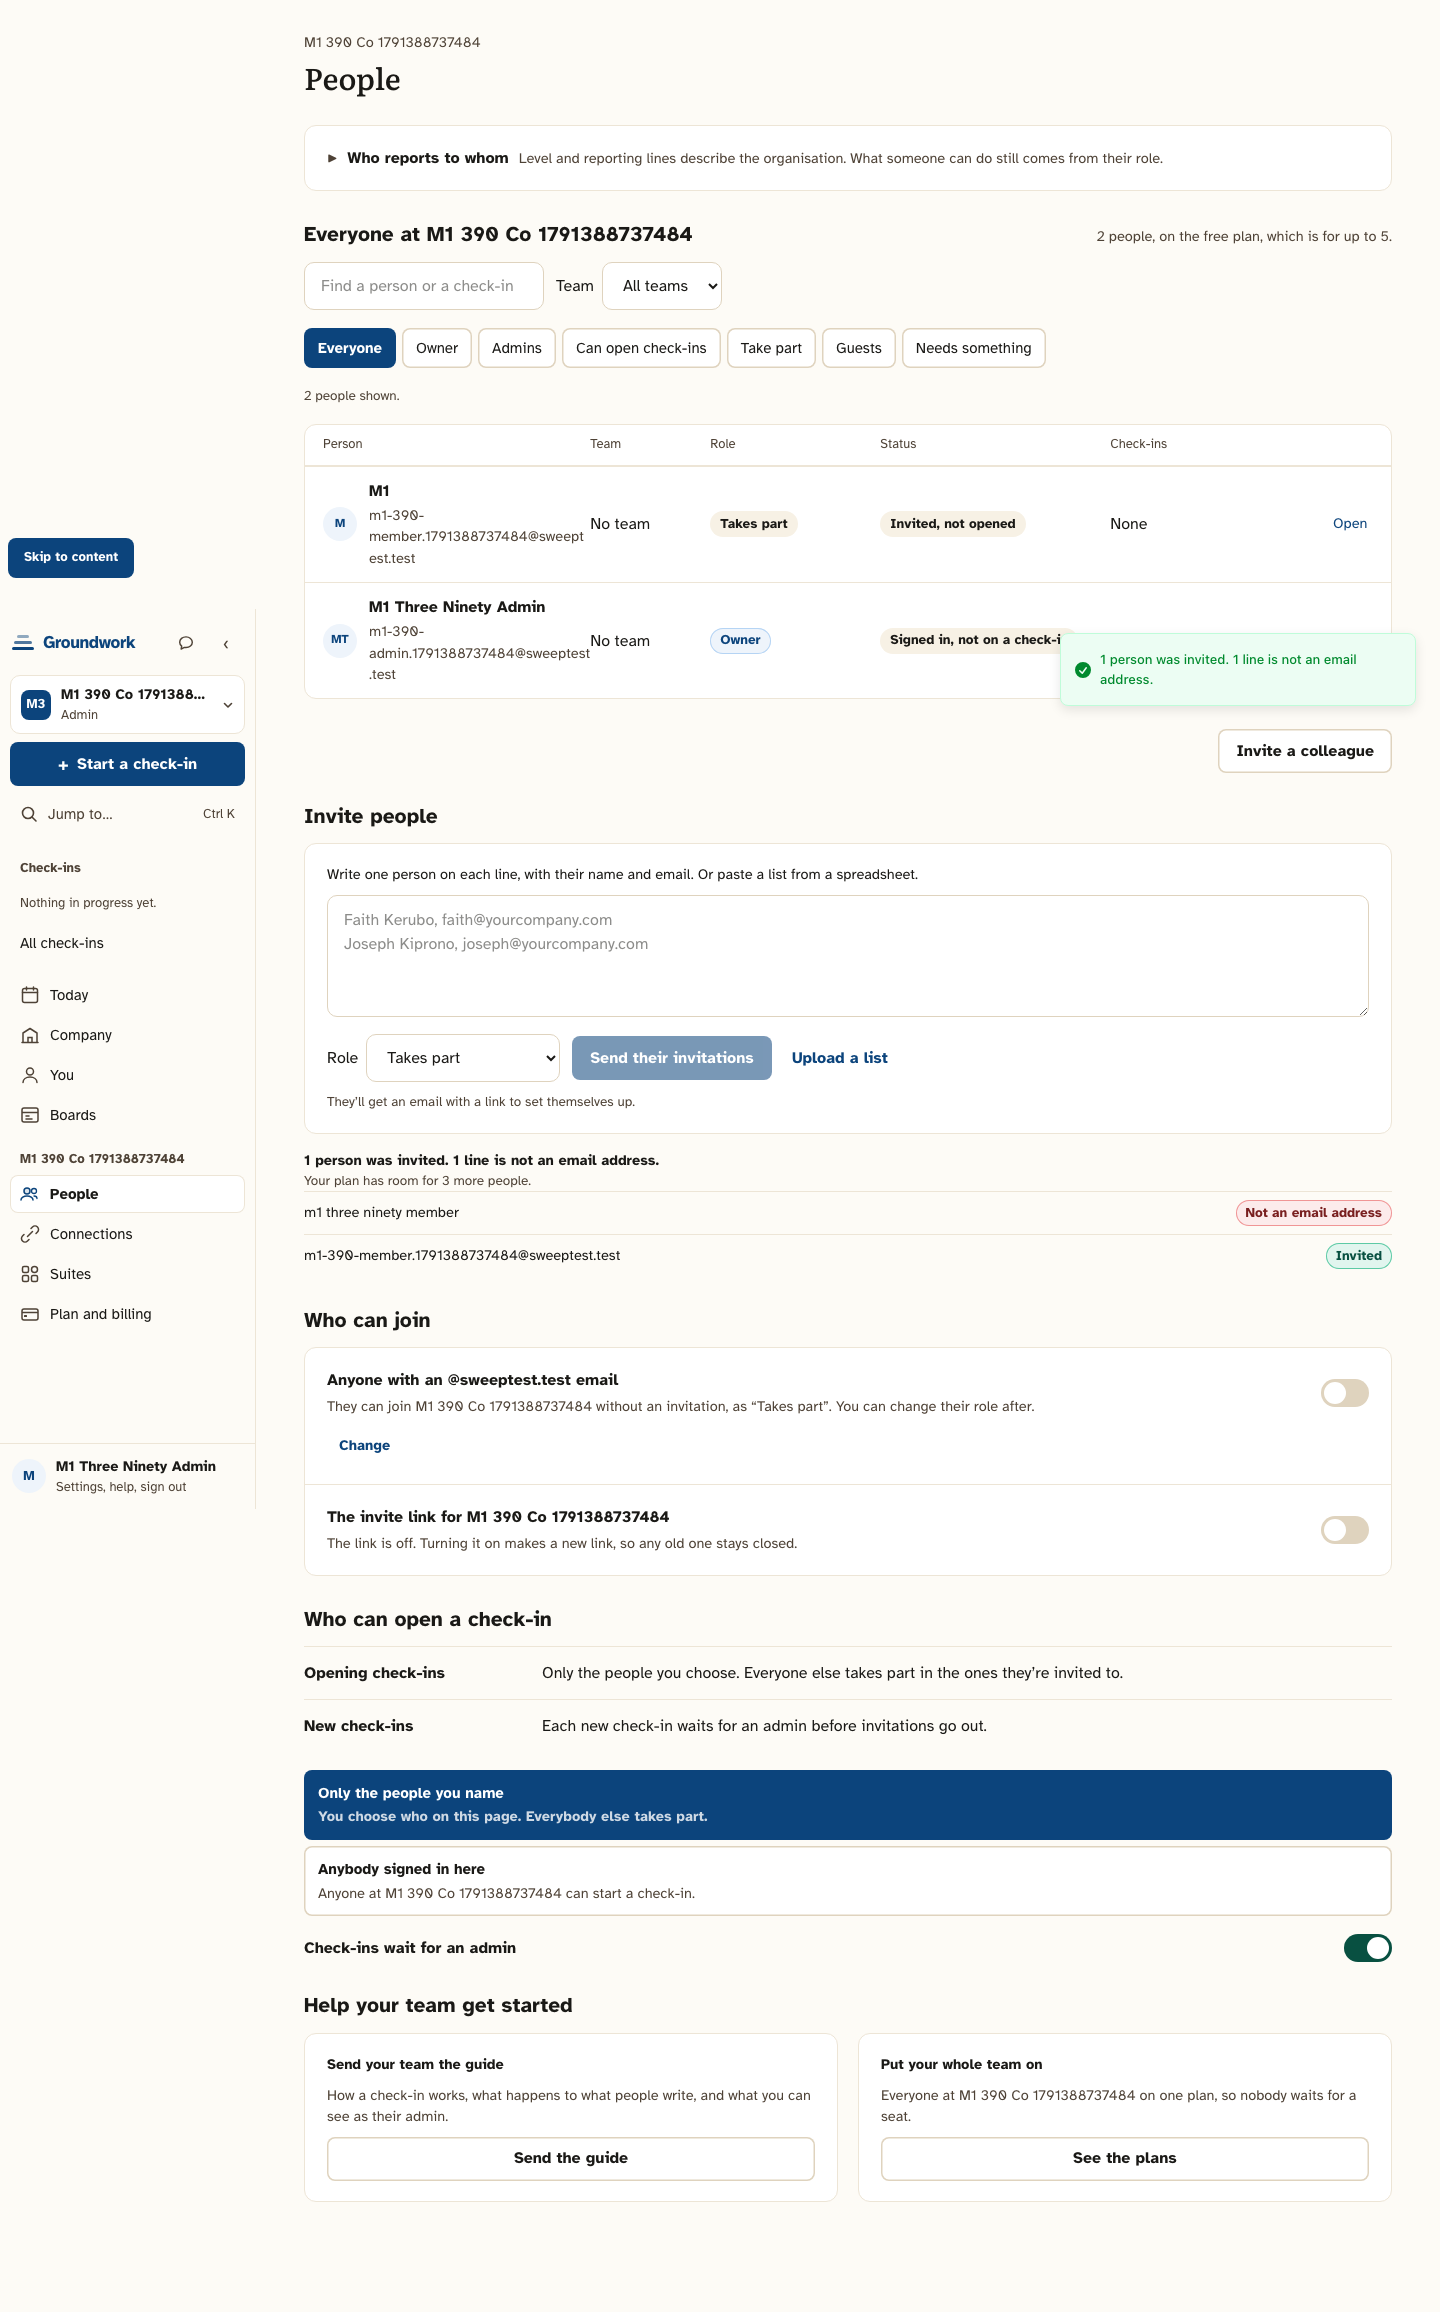 M1 390 Co 1791388737484
People
Who reports to whom Level and reporting lines describe the organisation. What someone can do still comes from their role.
Everyone at M1 390 Co 1791388737484
2 people, on the free plan, which is for up to 5.
Find a person or a check-in
Team
All teams
Everyone
Owner
Admins
Can open check-ins
Take part
Guests
Needs something
2 people shown.
Person Team Role Status Check-ins
M
M1
m1-390-
member.1791388737484@sweept
est.test
No team
Takes part
Invited, not opened
None
Open
MT
M1 Three Ninety Admin
m1-390-
admin.1791388737484@sweeptest
.test
No team
Owner
Signed in, not on a
1 person was invited. 1 line is not an email
address.
Invite a colleague
Skip to content
Groundwork
M3
M1 390 Co 1791388...
Admin
+ Start a check-in
Jump to...
Ctrl K
Check-ins
Nothing in progress yet.
All check-ins
Today
Company
You
Boards
M1 390 Co 1791388737484
People
Connections
Suites
Plan and billing
M
M1 Three Ninety Admin
Settings, help, sign out
Invite people
Write one person on each line, with their name and email. Or paste a list from a spreadsheet.
Faith Kerubo, faith@yourcompany.com
Joseph Kiprono, joseph@yourcompany.com
Role
Takes part
Send their invitations
Upload a list
They'll get an email with a link to set themselves up.
1 person was invited. 1 line is not an email address.
Your plan has room for 3 more people.
m1 three ninety member
Not an email address
m1-390-member.1791388737484@sweeptest.test
Invited
Who can join
Anyone with an @sweeptest.test email
They can join M1 390 Co 1791388737484 without an invitation, as “Takes part”. You can change their role after.
Change
The invite link for M1 390 Co 1791388737484
The link is off. Turning it on makes a new link, so any old one stays closed.
Who can open a check-in
Opening check-ins
Only the people you choose. Everyone else takes part in the ones they’re invited to.
New check-ins
Each new check-in waits for an admin before invitations go out.
Only the people you name
You choose who on this page. Everybody else takes part.
Anybody signed in here
Anyone at M1 390 Co 1791388737484 can start a check-in.
Check-ins wait for an admin
Help your team get started
Send your team the guide
How a check-in works, what happens to what people write, and what you can
see as their admin.
Send the guide
Put your whole team on
Everyone at M1 390 Co 1791388737484 on one plan, so nobody waits for a
seat.
See the plans